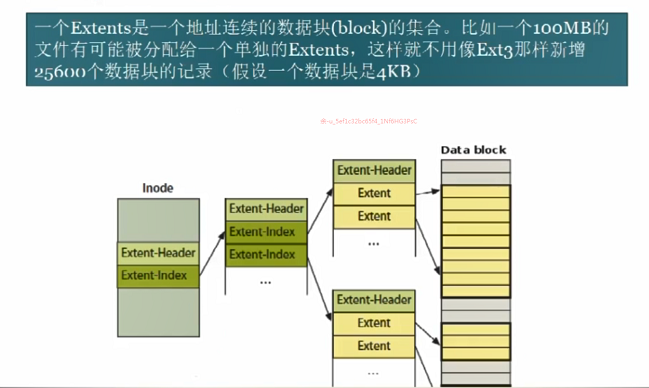 一个Extents是一个地址连续的数据块(block)的集合。比如一个100MB的
文件有可能被分配给一个单独的Extents，这样就不用像Ext3那样新增
25600个数据块的记录（假设一个数据块是4KB）
Data block
Inode
Extent-Header
Extent-Index
Extent-Header
Extent-Index
Extent-Index
...
Extent-Header
Extent
Extent
...
Extent-Header
Extent
Extent
...